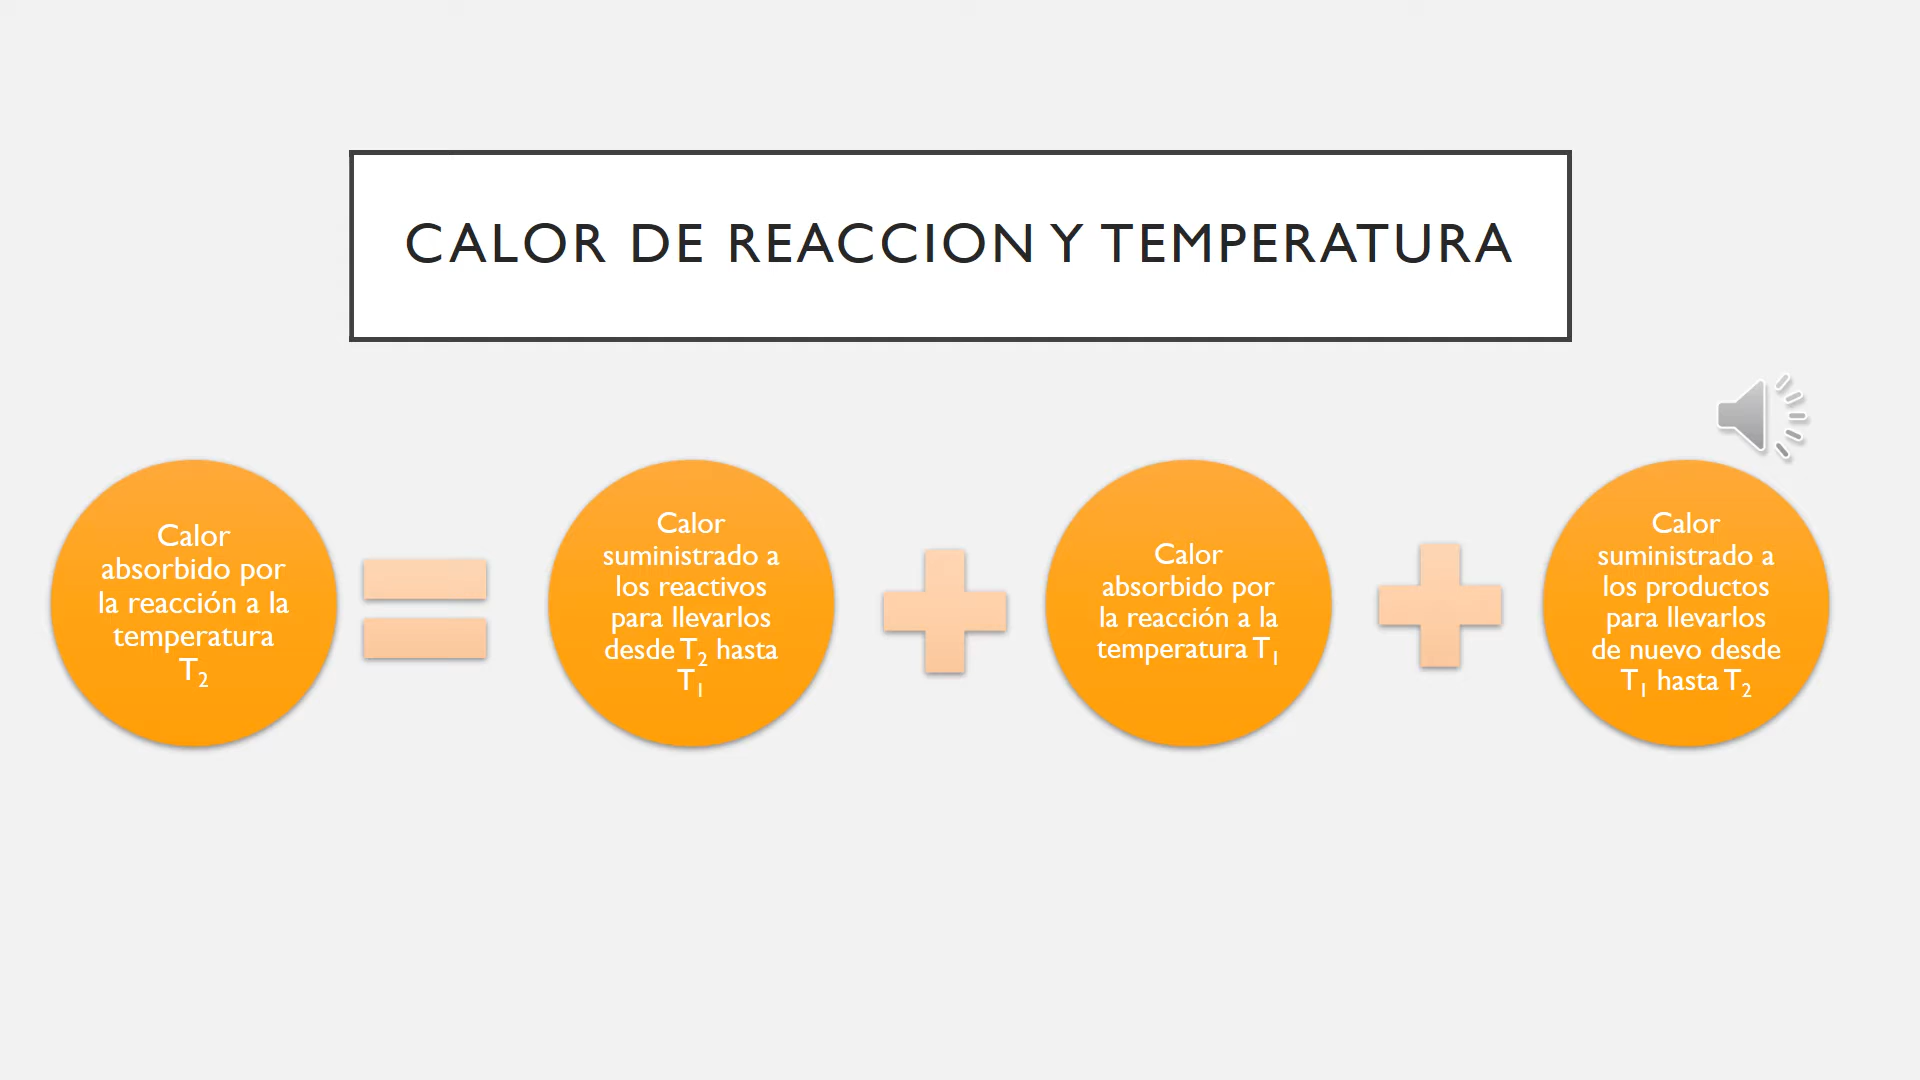 CALOR DE REACCION Y TEMPERATURA
Calor
absorbido por
la reacción a la
temperatura
T₂
Calor
suministrado a
los reactivos
para llevarlos
desde T₂ hasta
T₁
Calor
absorbido por
la reacción a la
temperatura T₁
Calor
suministrado a
los productos
para llevarlos
de nuevo desde
T₁ hasta T₂